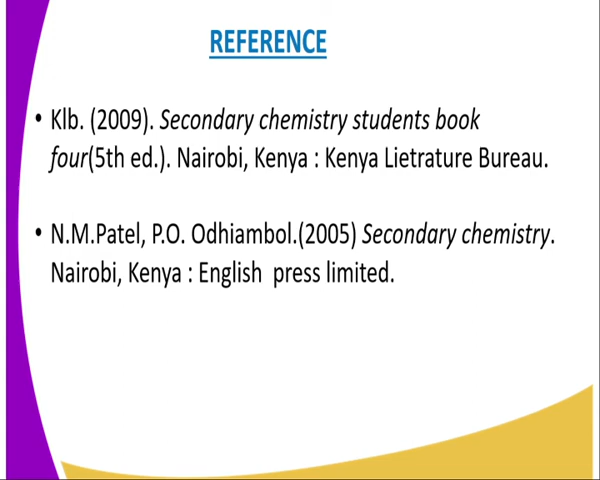 REFERENCE
• Klb. (2009). Secondary chemistry students book
four(5th ed.). Nairobi, Kenya : Kenya Lietrature Bureau.
• N.M.Patel, P.O. Odhiambol.(2005) Secondary chemistry.
Nairobi, Kenya : English  press limited.